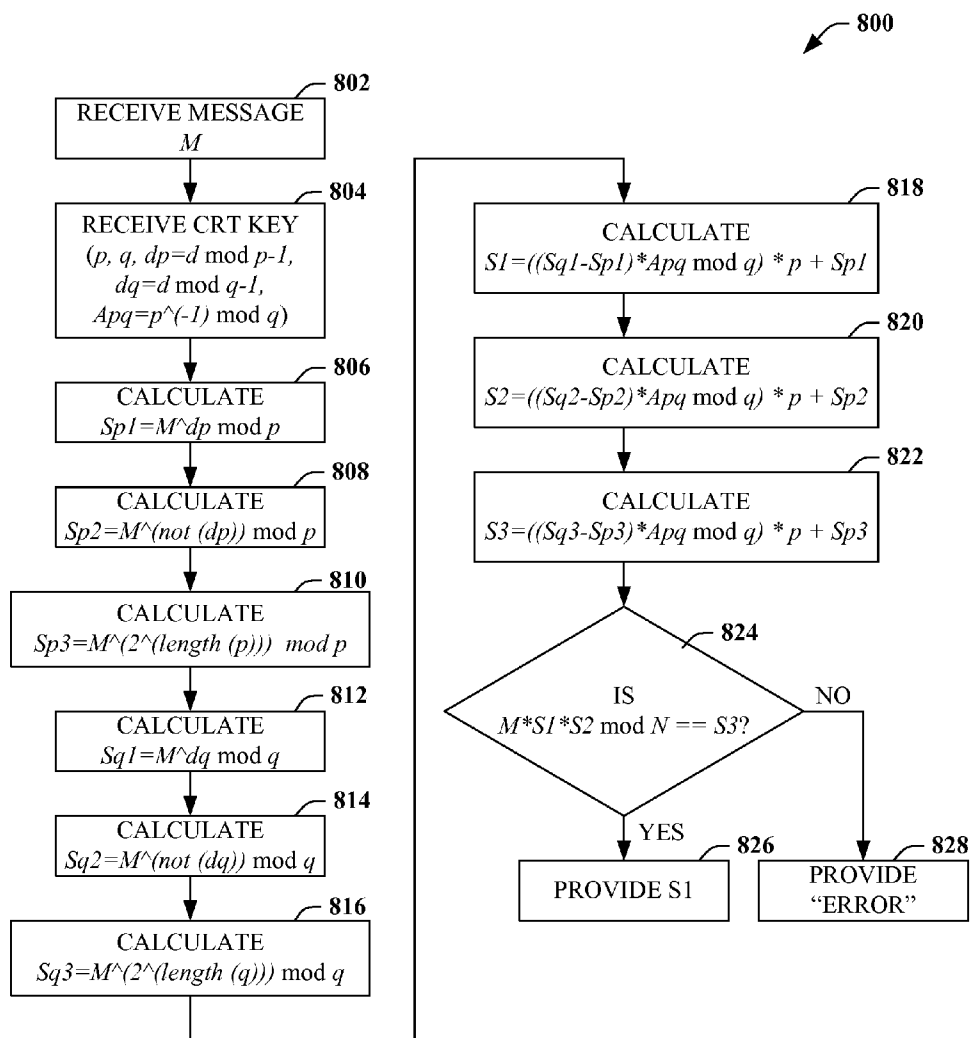 800
802
RECEIVE MESSAGE
M
804
RECEIVE CRT KEY
(p, q, dp=d mod p-1,
dq=d mod q-1,
Apq=p^(-1) mod q)
806
CALCULATE
Sp1=M^dp mod p
808
CALCULATE
Sp2=M^(not (dp)) mod p
810
CALCULATE
Sp3=M^(2^(length (p))) mod p
812
CALCULATE
Sq1=M^dq mod q
814
CALCULATE
Sq2=M^(not (dq)) mod q
816
CALCULATE
Sq3=M^(2^(length (q))) mod q
818
CALCULATE
S1=((Sq1-Sp1)*Apq mod q) * p + Sp1
820
CALCULATE
S2=((Sq2-Sp2)*Apq mod q) * p + Sp2
822
CALCULATE
S3=((Sq3-Sp3)*Apq mod q) * p + Sp3
824
IS
M*S1*S2 mod N == S3?
NO
YES
826
PROVIDE S1
828
PROVIDE
“ERROR”